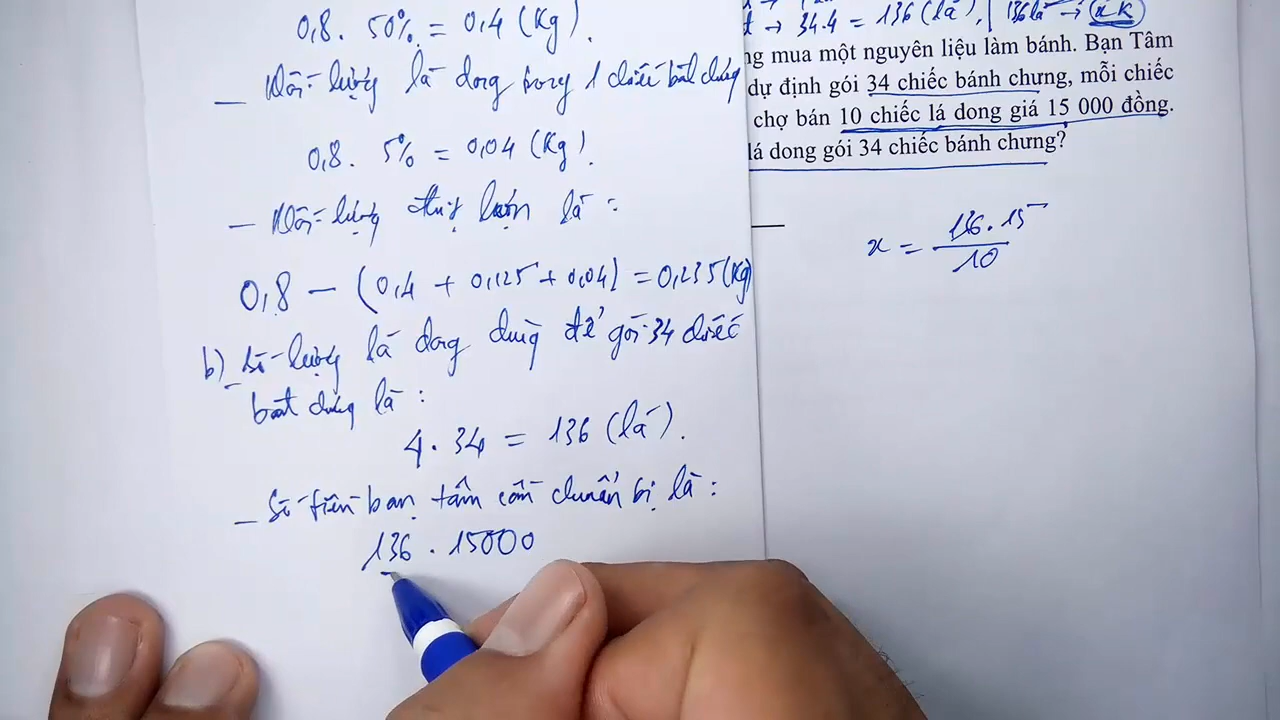 0,8 . 50% = 0,4 (Kg).
– Khối lượng lá dong trong 1 chiếc bánh chưng
0,8 . 5% = 0,04 (Kg).
– Khối lượng thịt lợn là :
0,8 – (0,4 + 0,125 + 0,04) = 0,235 (Kg)
b) Số lượng lá dong dùng để gói 34 chiếc
bánh chưng là :
4 . 34 = 136 (lá).
– Số tiền bạn tâm cần chuẩn bị là :
136 . 15000
→ 34.4 = 136 (lá). | 136 lá → x K
ng mua một nguyên liệu làm bánh. Bạn Tâm
dự định gói 34 chiếc bánh chưng, mỗi chiếc
chợ bán 10 chiếc lá dong giá 15 000 đồng.
lá dong gói 34 chiếc bánh chưng?
x = 136 . 15
10